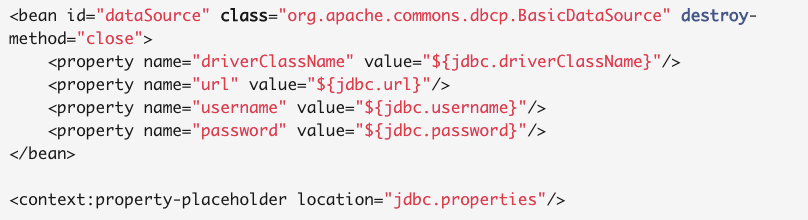 <bean id="dataSource" class="org.apache.commons.dbcp.BasicDataSource" destroy-
method="close">
    <property name="driverClassName" value="${jdbc.driverClassName}"/>
    <property name="url" value="${jdbc.url}"/>
    <property name="username" value="${jdbc.username}"/>
    <property name="password" value="${jdbc.password}"/>
</bean>
<context:property-placeholder location="jdbc.properties"/>